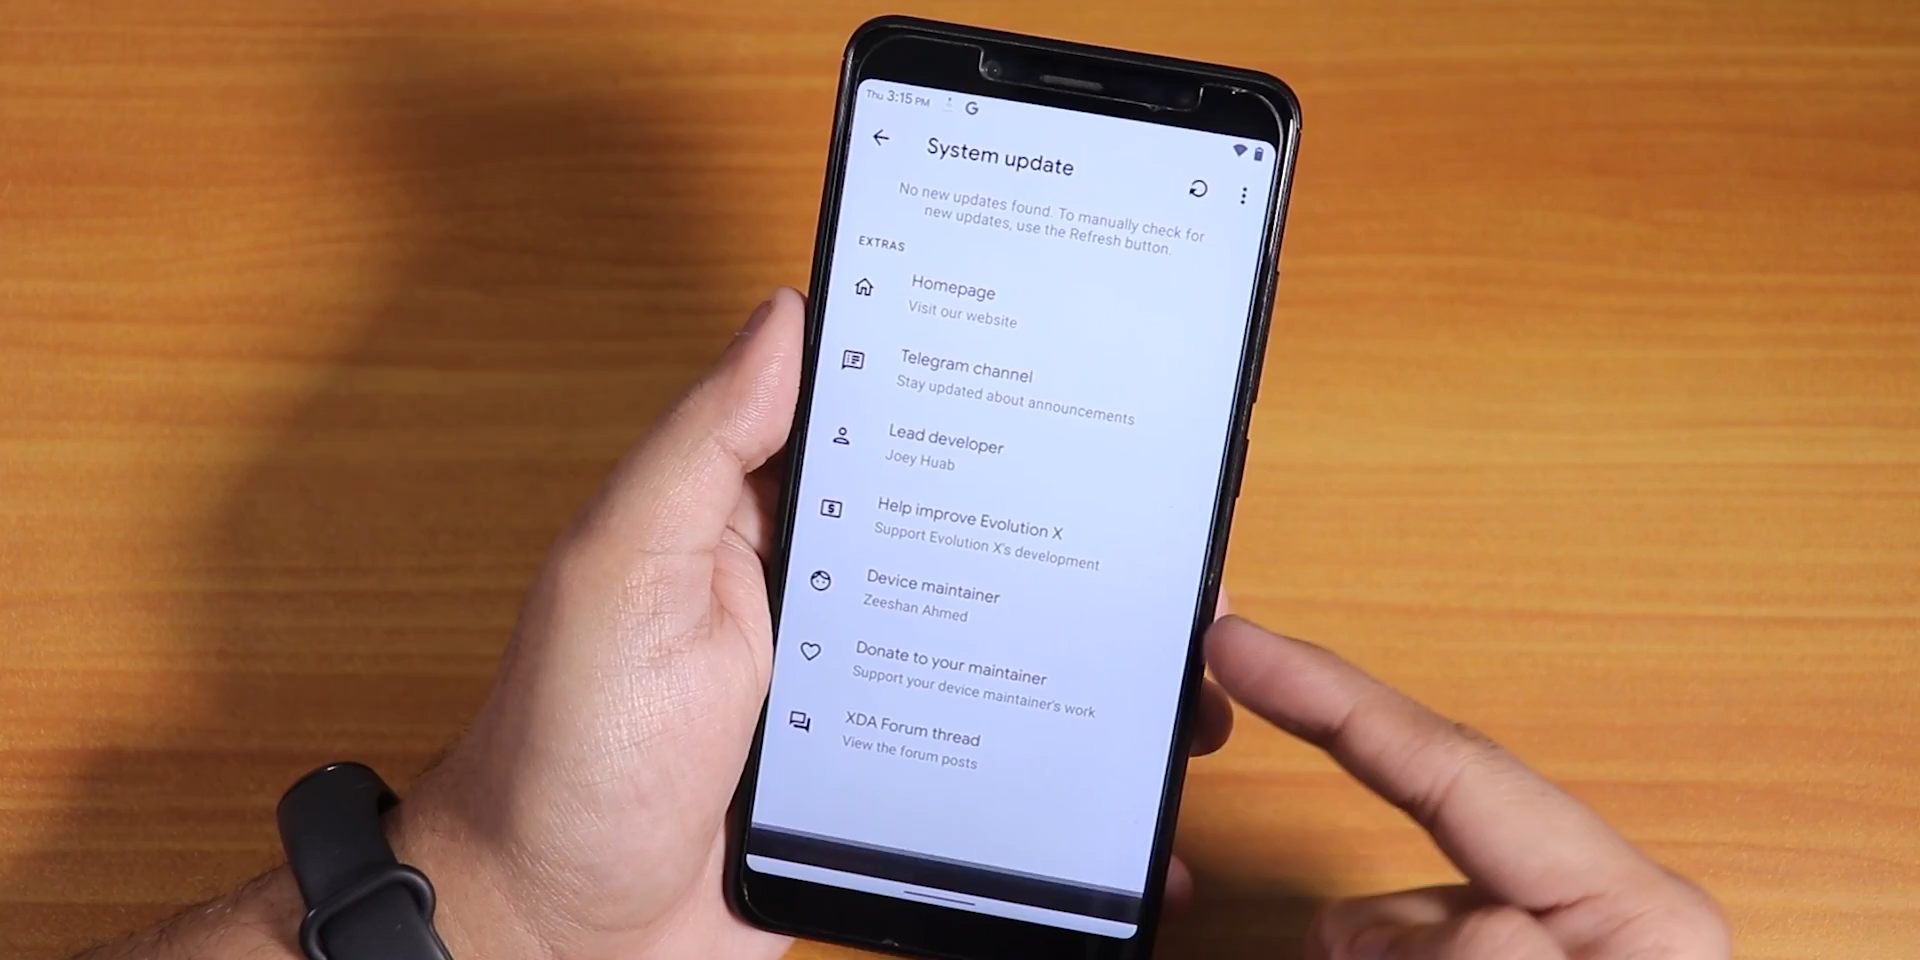 Thu 3:15 PM G
System update
No new updates found. To manually check for
new updates, use the Refresh button.
EXTRAS
Homepage
Visit our website
Telegram channel
Stay updated about announcements
Lead developer
Joey Huab
Help improve Evolution X
Support Evolution X's development
Device maintainer
Zeeshan Ahmed
Donate to your maintainer
Support your device maintainer's work
XDA Forum thread
View the forum posts